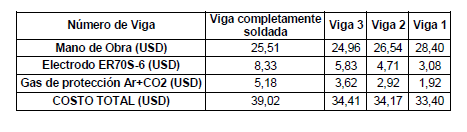 Número de Viga Viga completamente soldada Viga 3 Viga 2 Viga 1
Mano de Obra (USD) 25,51 24,96 26,54 28,40
Electrodo ER70S-6 (USD) 8,33 5,83 4,71 3,08
Gas de protección Ar+CO2 (USD) 5,18 3,62 2,92 1,92
COSTO TOTAL (USD) 39,02 34,41 34,17 33,40